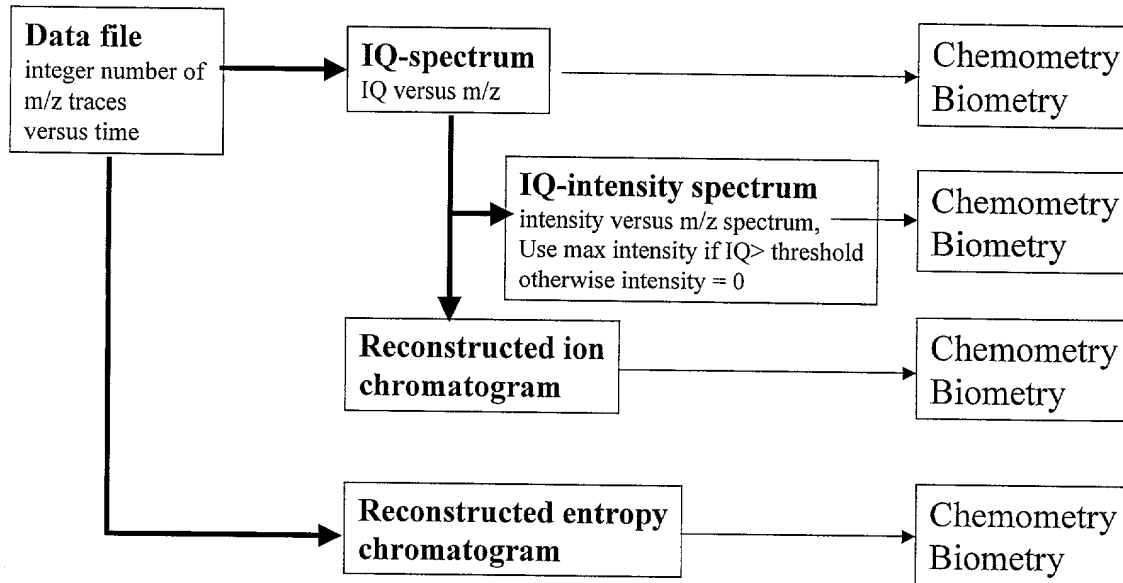 Data file
integer number of
m/z traces
versus time
IQ-spectrum
IQ versus m/z
Chemometry
Biometry
IQ-intensity spectrum
intensity versus m/z spectrum,
Use max intensity if IQ> threshold
otherwise intensity = 0
Chemometry
Biometry
Reconstructed ion
chromatogram
Chemometry
Biometry
Reconstructed entropy
chromatogram
Chemometry
Biometry